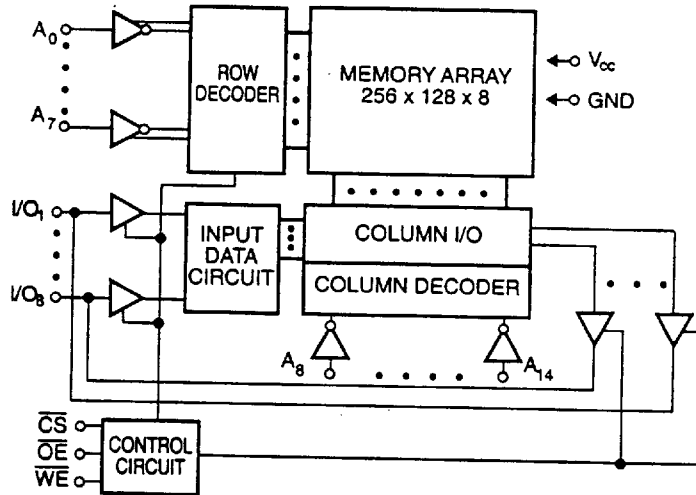 A0
A7
ROW
DECODER
MEMORY ARRAY
256 x 128 x 8
VCC
GND
I/O1
I/O8
INPUT
DATA
CIRCUIT
COLUMN I/O
COLUMN DECODER
A8
A14
CS
OE
WE
CONTROL
CIRCUIT